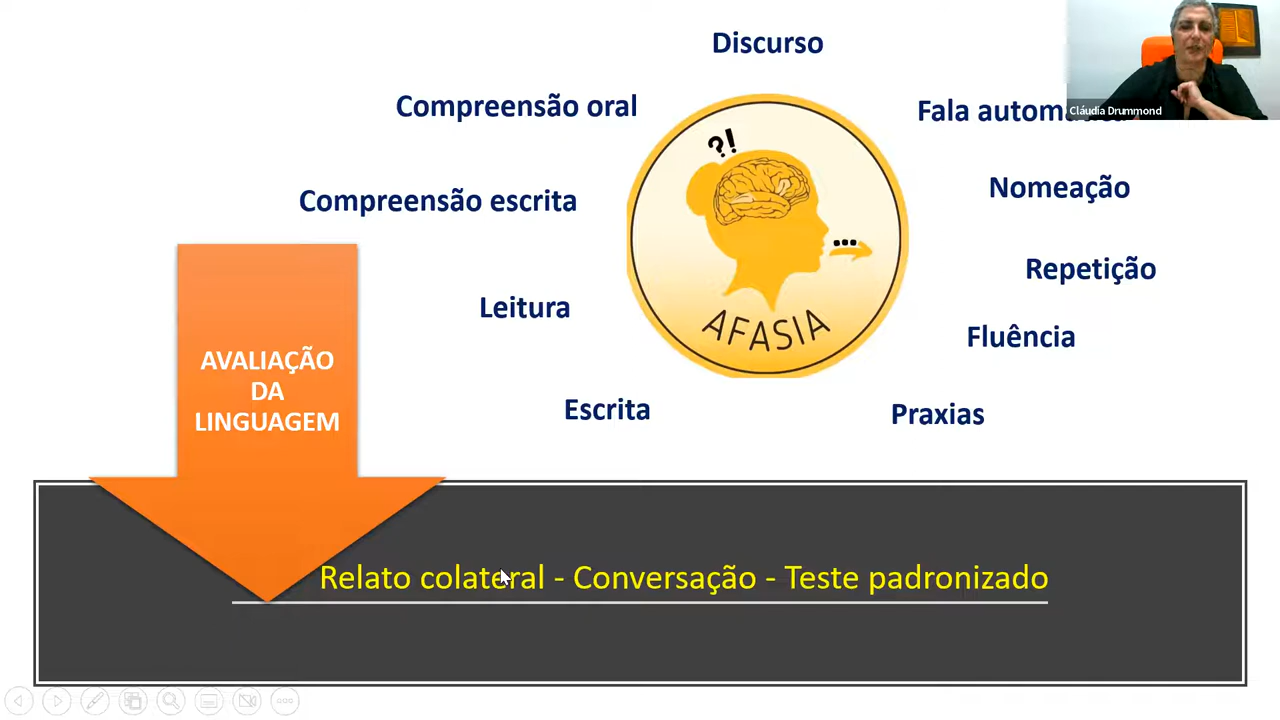 Discurso
Cláudia Drummond
Compreensão oral
Fala
Compreensão escrita
Nomeação
Repetição
Leitura
Fluência
?!
...
AFASIA
AVALIAÇÃO
DA
LINGUAGEM
Escrita
Praxias
Relato colateral - Conversação - Teste padronizado